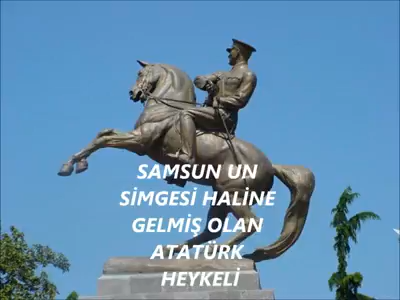 SAMSUN UN
SİMGESİ HALİNE
GELMİŞ OLAN
ATATÜRK
HEYKELİ